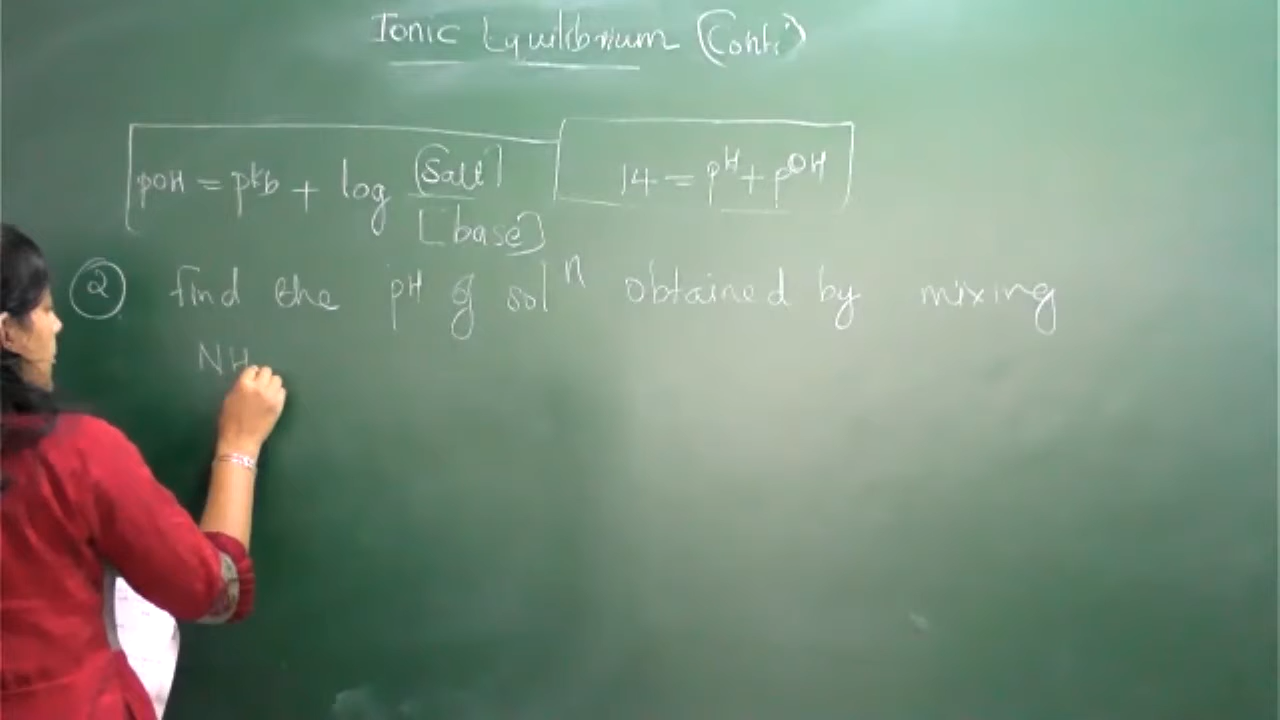 Ionic Equilibrium (Conti)
pOH = pkb + log [Salt] / [base] 14 = pH + pOH
② find the pH of solⁿ obtained by mixing
NH